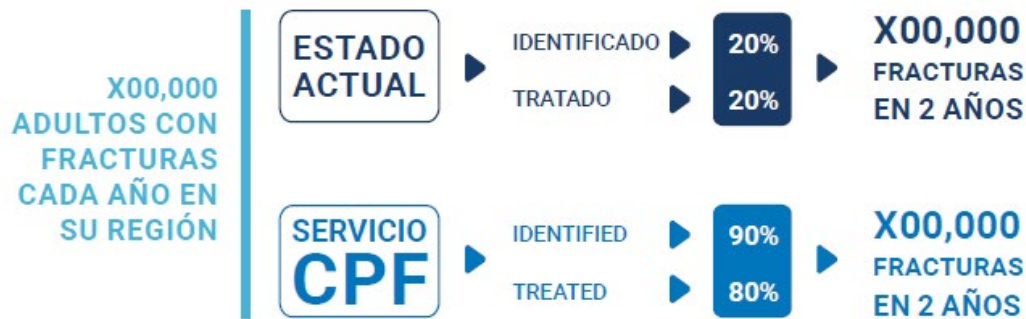 X00,000
ADULTOS CON
FRACTURAS
CADA AÑO EN
SU REGIÓN
ESTADO
ACTUAL
IDENTIFICADO
20%
TRATADO
20%
X00,000
FRACTURAS
EN 2 AÑOS
SERVICIO
CPF
IDENTIFIED
90%
TREATED
80%
X00,000
FRACTURAS
EN 2 AÑOS